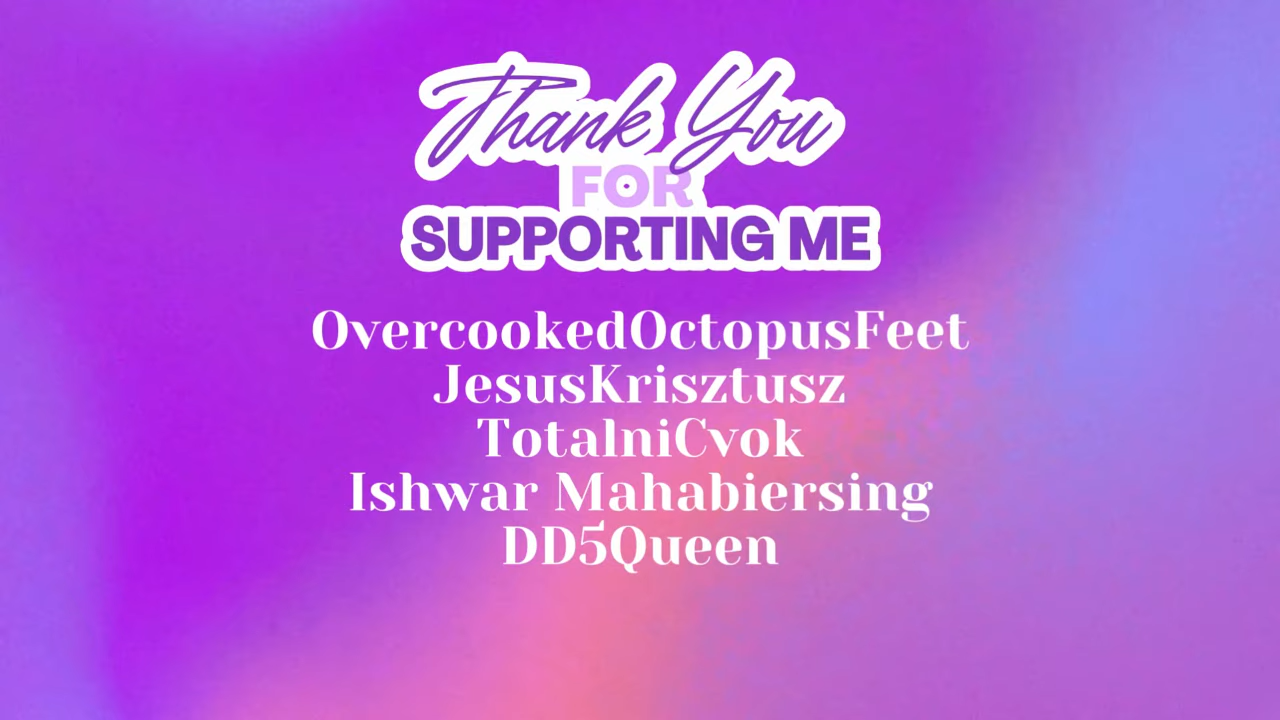 Thank You
FOR
SUPPORTING ME
OvercookedOctopusFeet
JesusKrisztusz
TotalniCvok
Ishwar Mahabiersing
DD5Queen